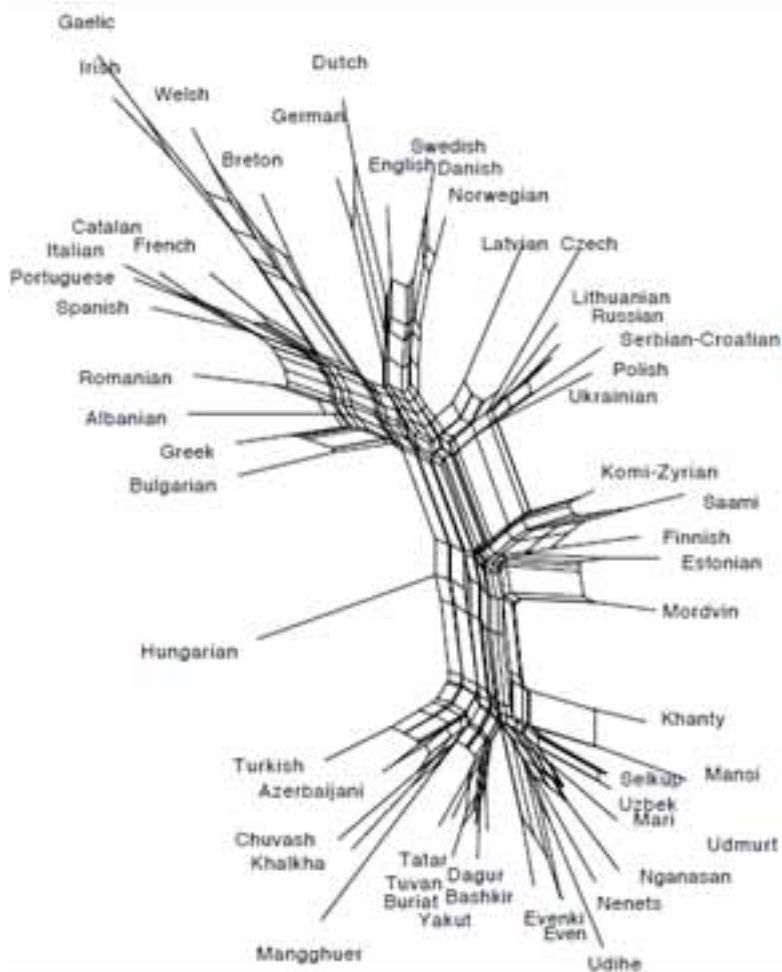 Gaelic
Irish
Dutch
Welsh
German
Swedish
English Danish
Breton
Norwegian
Catalan
Italian French
Latvian Czech
Portuguese
Spanish
Lithuanian
Russian
Serbian-Croatian
Romanian
Polish
Albanian
Ukrainian
Greek
Bulgarian
Komi-Zyrian
Saami
Finnish
Estonian
Mordvin
Hungarian
Khanty
Turkish
Azerbaijani
Selkup Mansi
Uzbek
Mari
Chuvash
Khalkha
Udmurt
Tatar
Dagur
Nganasan
Tuvan
Bashkir
Buriat
Nenets
Yakut
Evenki
Even
Mangghuer
Udihe